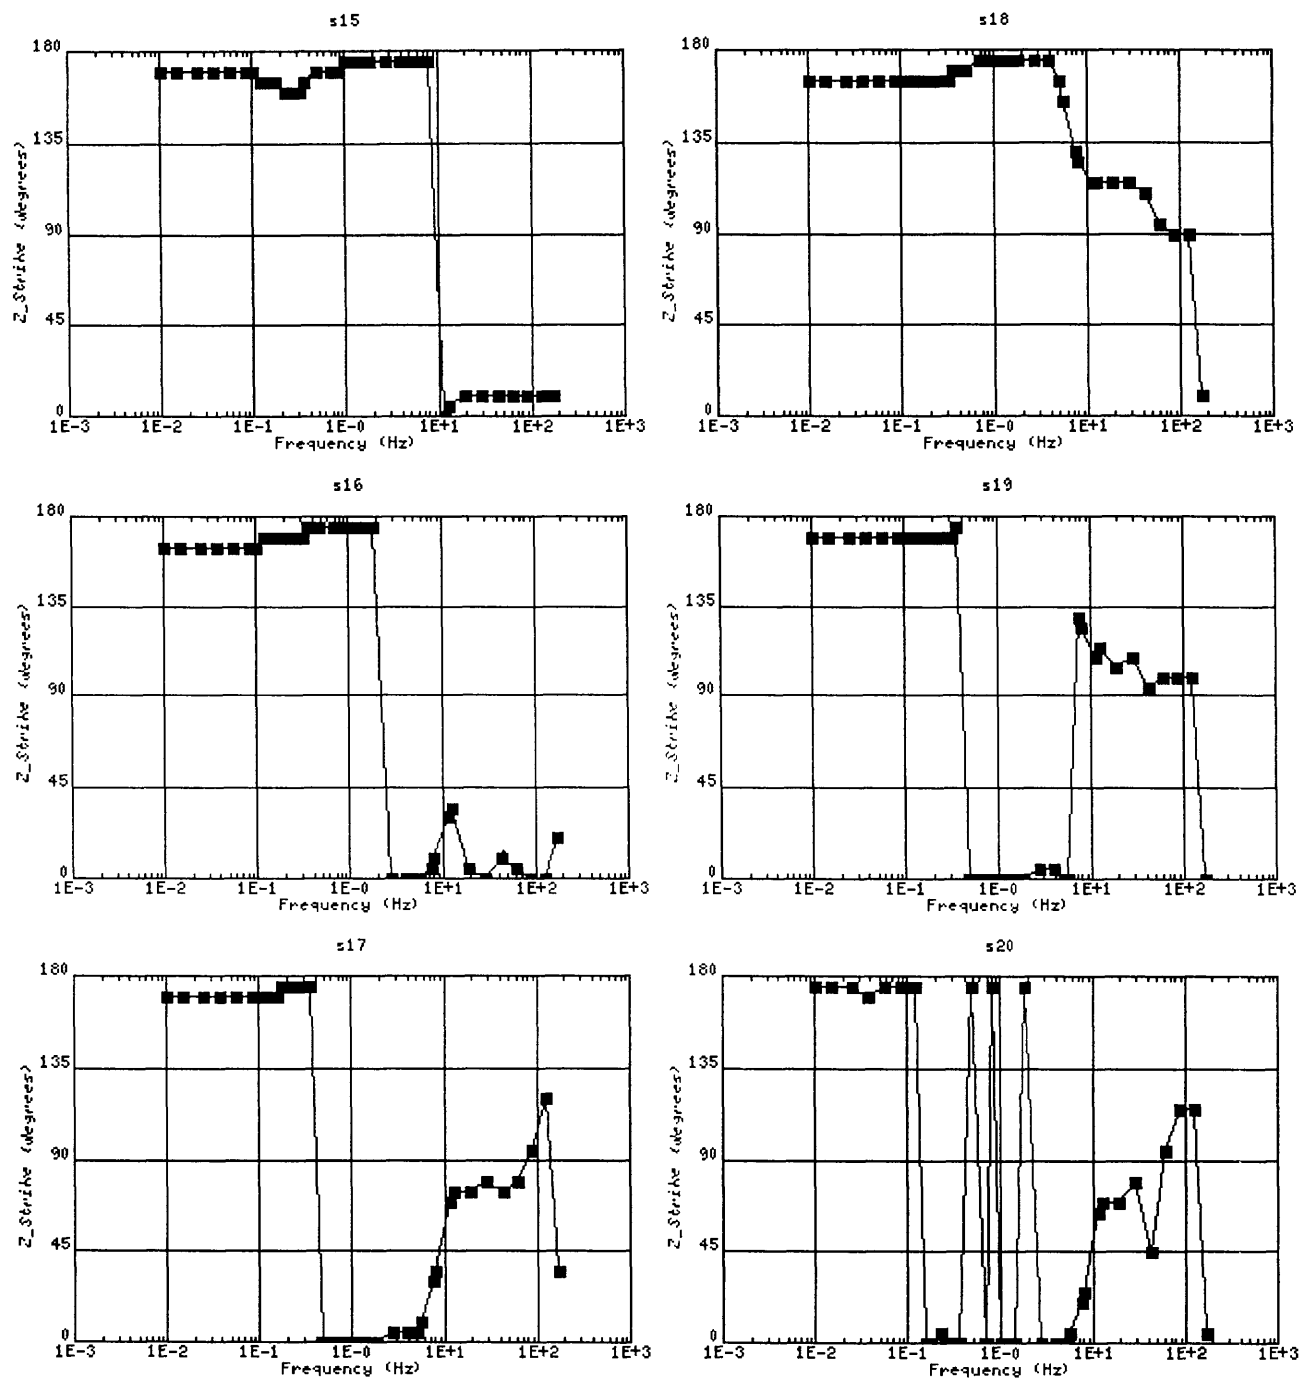 s15
180
135
90
45
0
Z_Strike (degrees)
1E-3 1E-2 1E-1 1E-0 1E+1 1E+2 1E+3
Frequency (Hz)
s18
180
135
90
45
0
Z_Strike (degrees)
1E-3 1E-2 1E-1 1E-0 1E+1 1E+2 1E+3
Frequency (Hz)
s16
180
135
90
45
0
Z_Strike (degrees)
1E-3 1E-2 1E-1 1E-0 1E+1 1E+2 1E+3
Frequency (Hz)
s19
180
135
90
45
0
Z_Strike (degrees)
1E-3 1E-2 1E-1 1E-0 1E+1 1E+2 1E+3
Frequency (Hz)
s17
180
135
90
45
0
Z_Strike (degrees)
1E-3 1E-2 1E-1 1E-0 1E+1 1E+2 1E+3
Frequency (Hz)
s20
180
135
90
45
0
Z_Strike (degrees)
1E-3 1E-2 1E-1 1E-0 1E+1 1E+2 1E+3
Frequency (Hz)